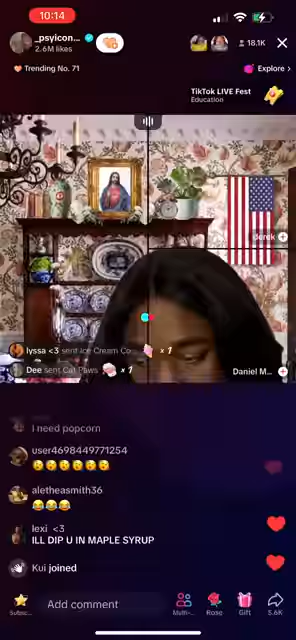 10:14
_psyicon...
2.6M likes
18.1K
Trending No. 71
Explore >
TikTok LIVE Fest
Education
derek
lyssa <3 sent Ice Cream Co... x 1
Dee sent Cat Paws x 1
Daniel M...
I need popcorn
user4698449771254
aletheasmith36
😂😂😂
lexi <3
ILL DIP U IN MAPLE SYRUP
Kui joined
Add comment
Subsc...
Multi-...
Rose
Gift
5.6K